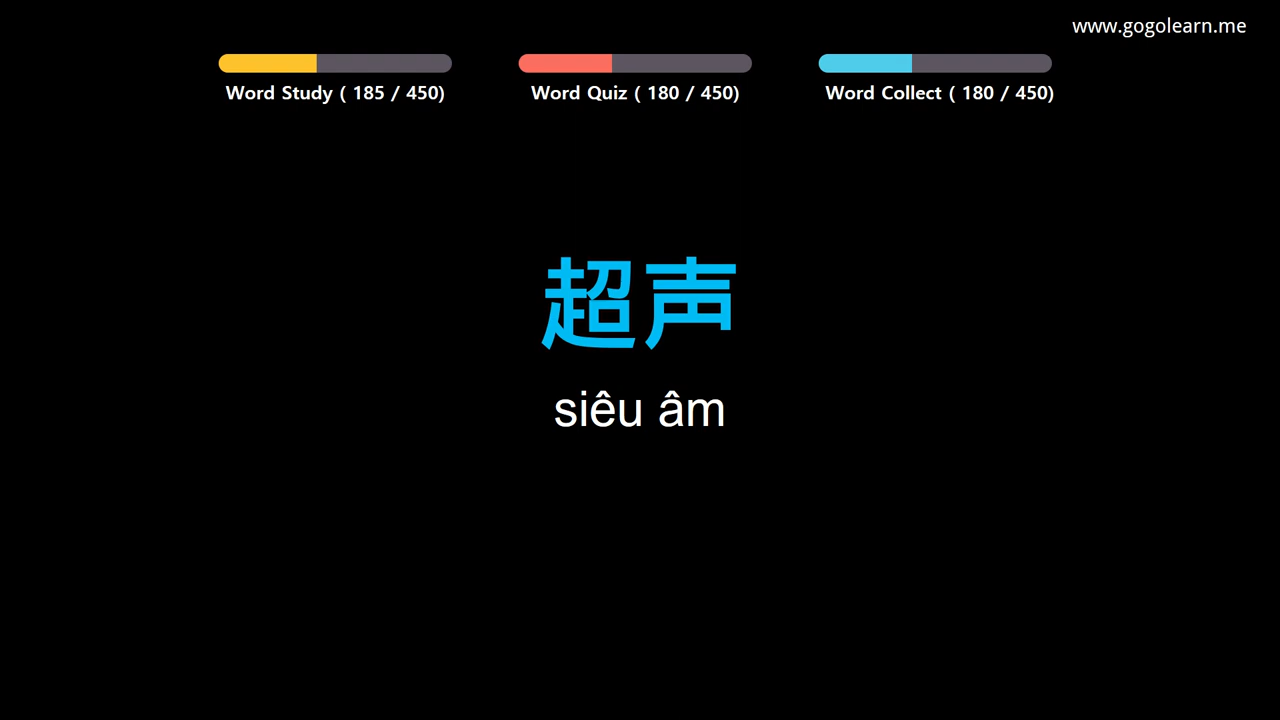 www.gogolearn.me
Word Study ( 185 / 450)
Word Quiz ( 180 / 450)
Word Collect ( 180 / 450)
超声
siêu âm